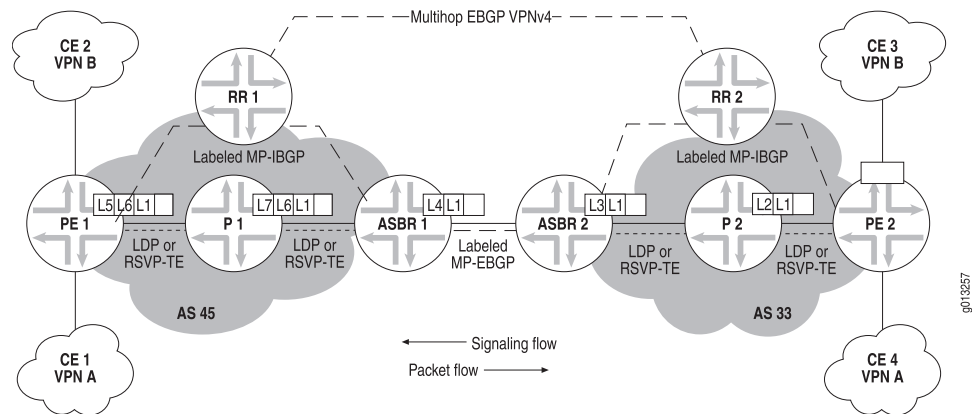 Multihop EBGP VPNv4
CE 2
VPN B
CE 3
VPN B
RR 1
RR 2
Labeled MP-IBGP
Labeled MP-IBGP
PE 1
L5 L6 L1
P 1
L7 L6 L1
ASBR 1
L4 L1
ASBR 2
L3 L1
P 2
L2 L1
PE 2
LDP or
RSVP-TE
LDP or
RSVP-TE
Labeled
MP-EBGP
LDP or
RSVP-TE
LDP or
RSVP-TE
AS 45
AS 33
CE 1
VPN A
Signaling flow
Packet flow
CE 4
VPN A
g013257